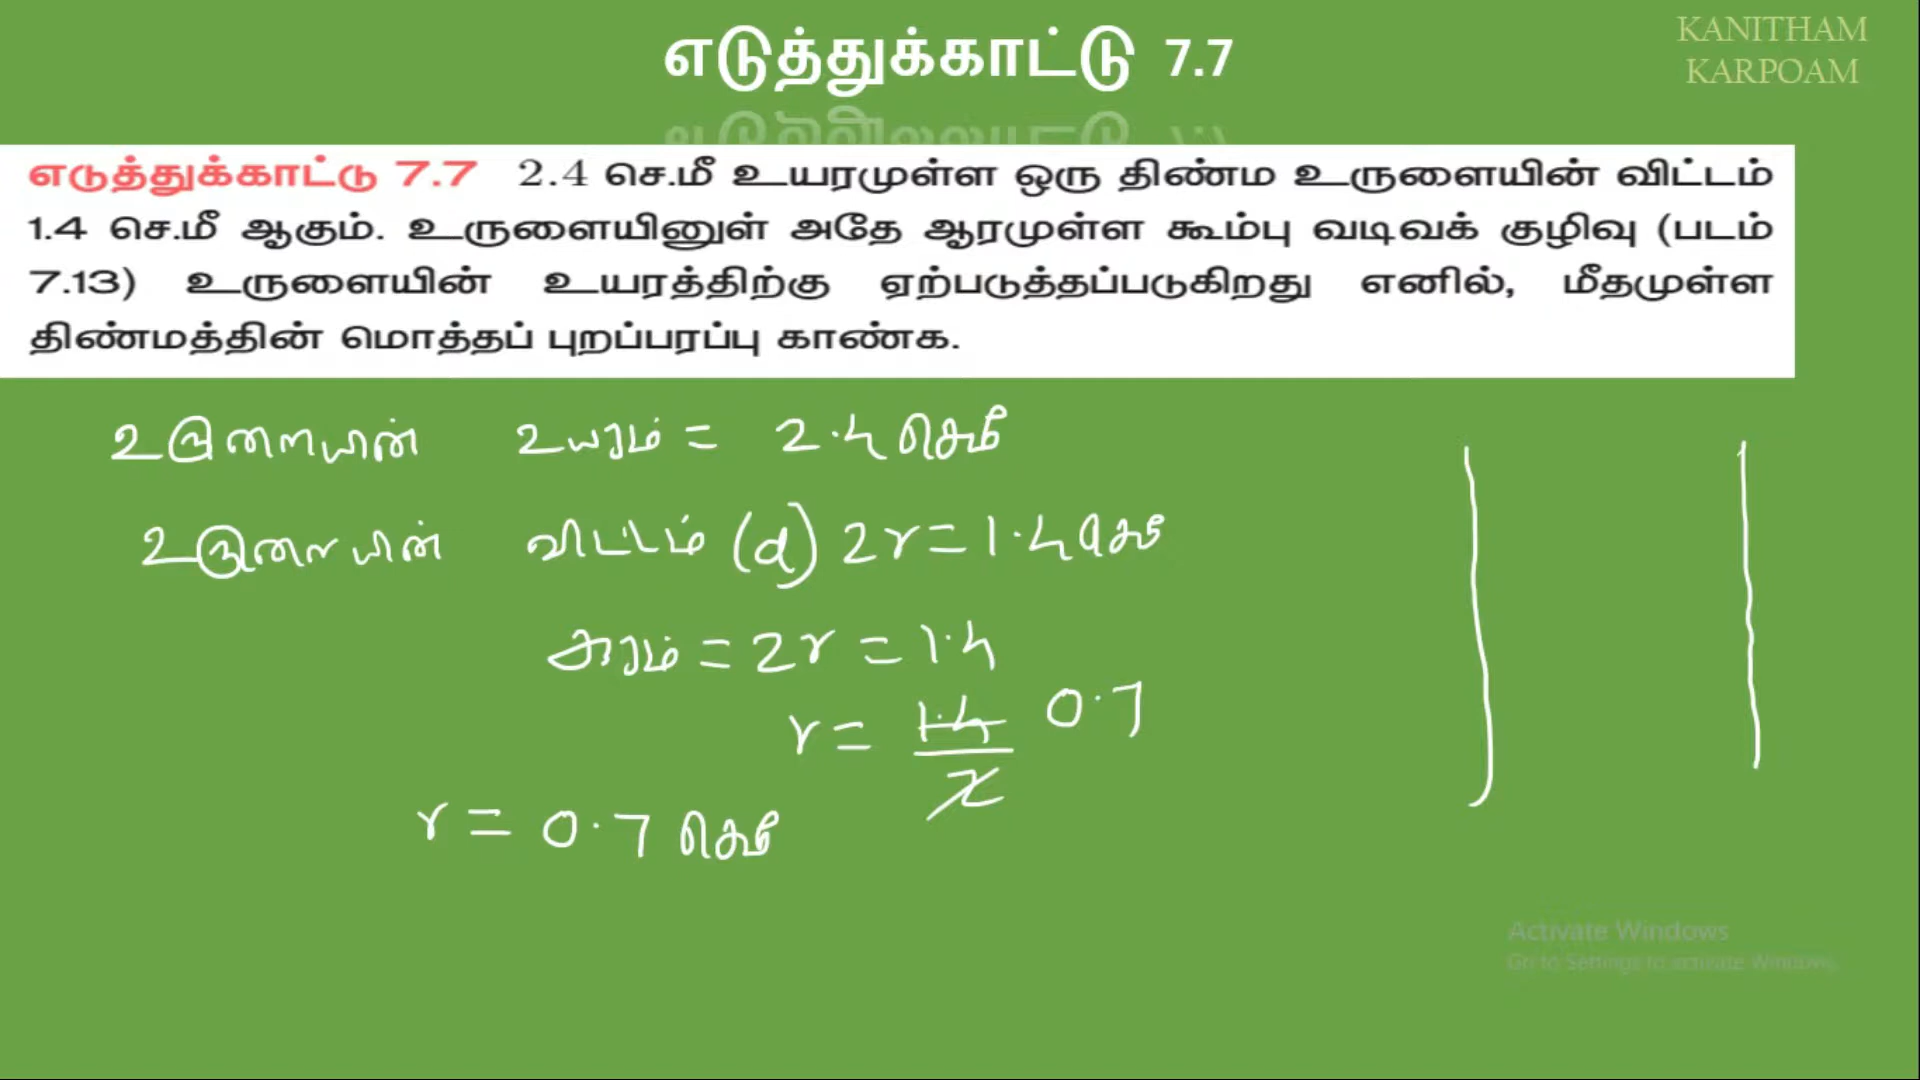 எடுத்துக்காட்டு 7.7
KANITHAM
KARPOAM
எடுத்துக்காட்டு 7.7 2.4 செ.மீ உயரமுள்ள ஒரு திண்ம உருளையின் விட்டம்
1.4 செ.மீ ஆகும். உருளையினுள் அதே ஆரமுள்ள கூம்பு வடிவக் குழிவு (படம்
7.13) உருளையின் உயரத்திற்கு ஏற்படுத்தப்படுகிறது எனில், மீதமுள்ள
திண்மத்தின் மொத்தப் புறப்பரப்பு காண்க.
உருளையின் உயரம் = 2.4 செமீ
உருளையின் விட்டம் (d) 2r = 1.4 செமீ
ஆரம் = 2r = 1.4
r = 1.4/2 0.7
r = 0.7 செமீ
Activate Windows
Go to Settings to activate Windows.